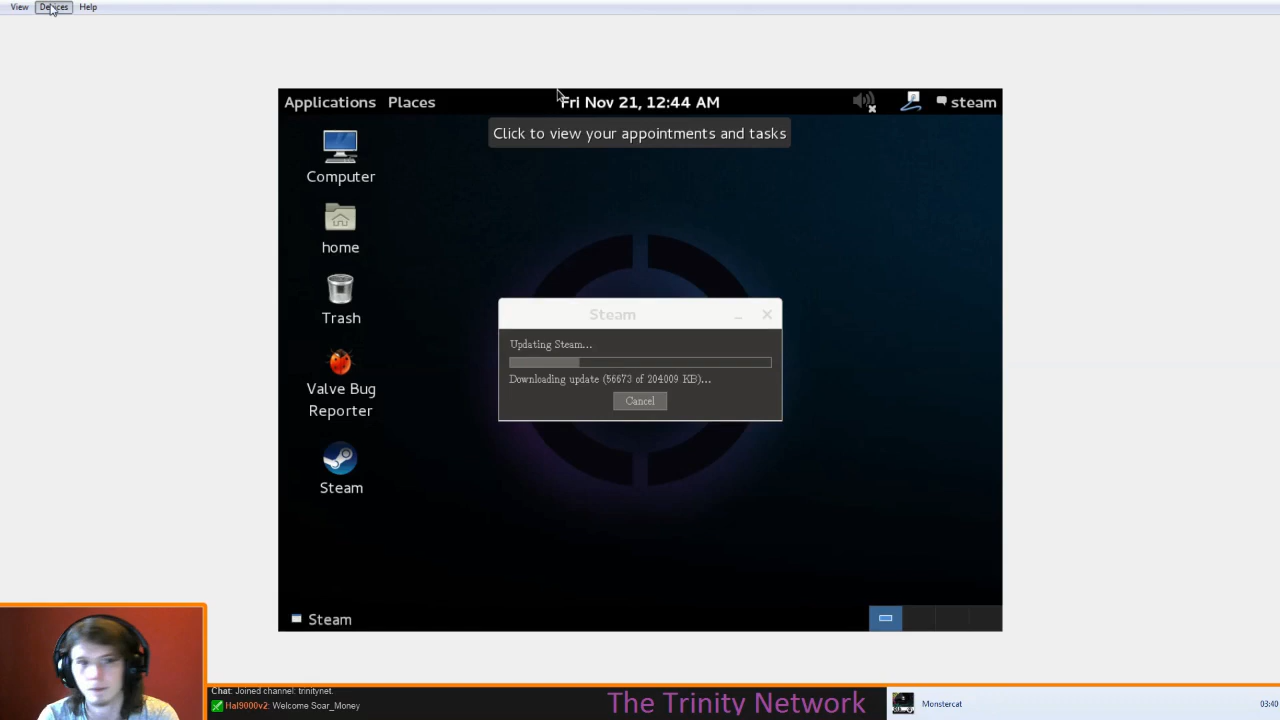 View Devices Help
Applications Places Fri Nov 21, 12:44 AM steam
Click to view your appointments and tasks
Computer
home
Trash
Valve Bug
Reporter
Steam
Steam
Updating Steam...
Downloading update (56673 of 204009 KB)...
Cancel
Steam
Chat: Joined channel: trinitynet.
Hal9000v2: Welcome Soar_Money
The Trinity Network
Monstercat
03:40